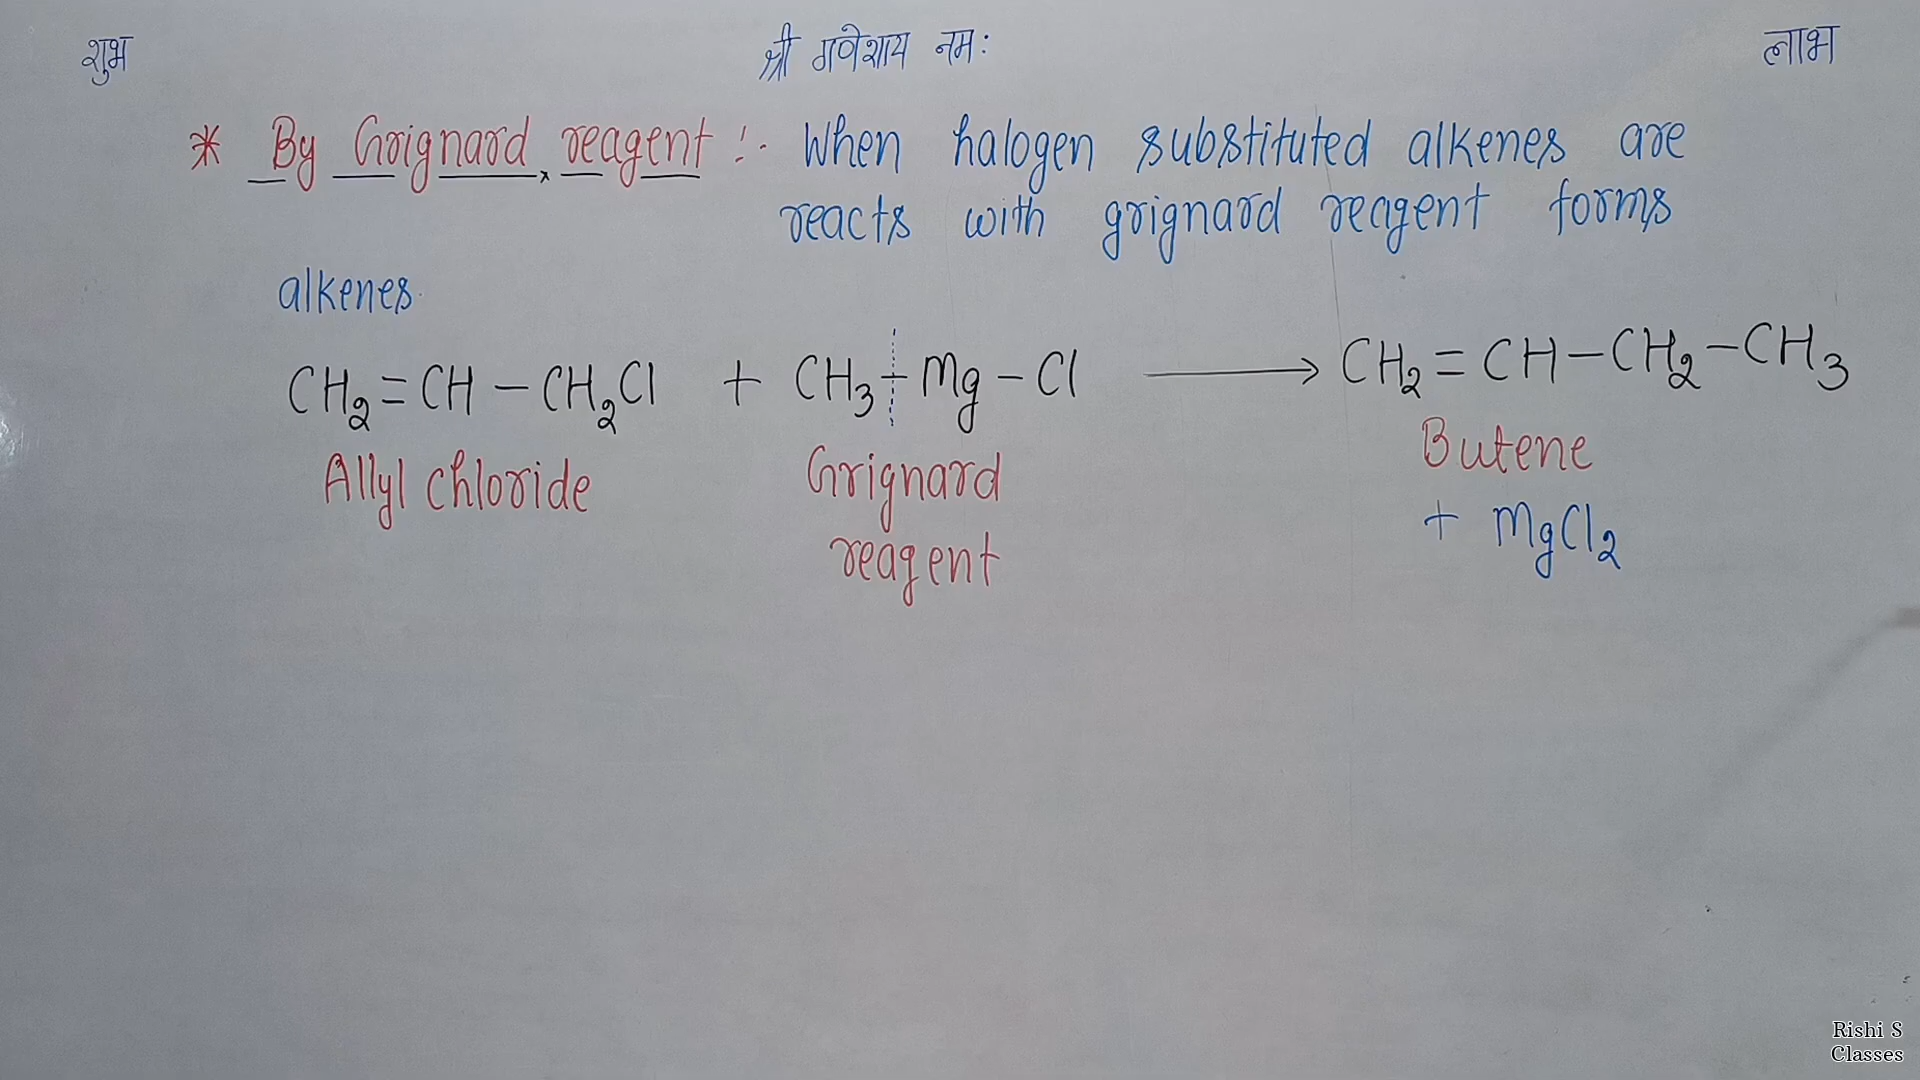 शुभ श्री गणेशाय नमः लाभ
* By Grignard reagent :- When halogen substituted alkenes are
reacts with grignard reagent forms
alkenes.
CH₂=CH-CH₂Cl + CH₃-Mg-Cl ⟶ CH₂=CH-CH₂-CH₃
Allyl chloride Grignard reagent Butene
+ MgCl₂
Rishi S
Classes